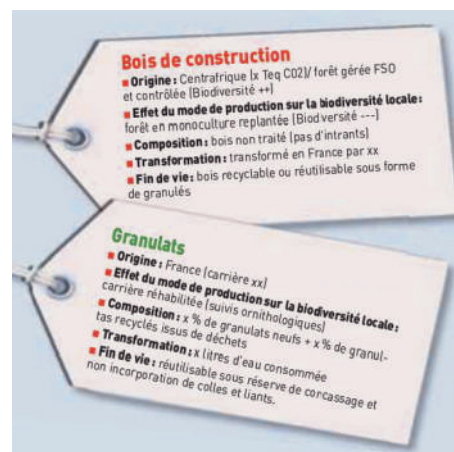 Bois de construction
■ Origine : Centrafrique (x Teq CO2)/ forêt gérée FSO
et contrôlée (Biodiversité ++)
■ Effet du mode de production sur la biodiversité locale :
forêt en monoculture replantée (Biodversité ---)
■ Composition : bois non traité (pas d'intrants)
■ Transformation : transformé en France par xx
■ Fin de vie : bois recyclable ou réutilisable sous forme
de granulés
Granulats
■ Origine : France (carrière xx)
■ Effet du mode de production sur la biodiversité locale :
carrière réhabilitée (suivis ornithologiques)
■ Composition : x % de granulats neufs + x % de granul-
tas recyclés issus de déchets
■ Transformation : x litres d'eau consommée
■ Fin de vie : réutilisable sous réserve de corcassage et
non incorporation de colles et liants.